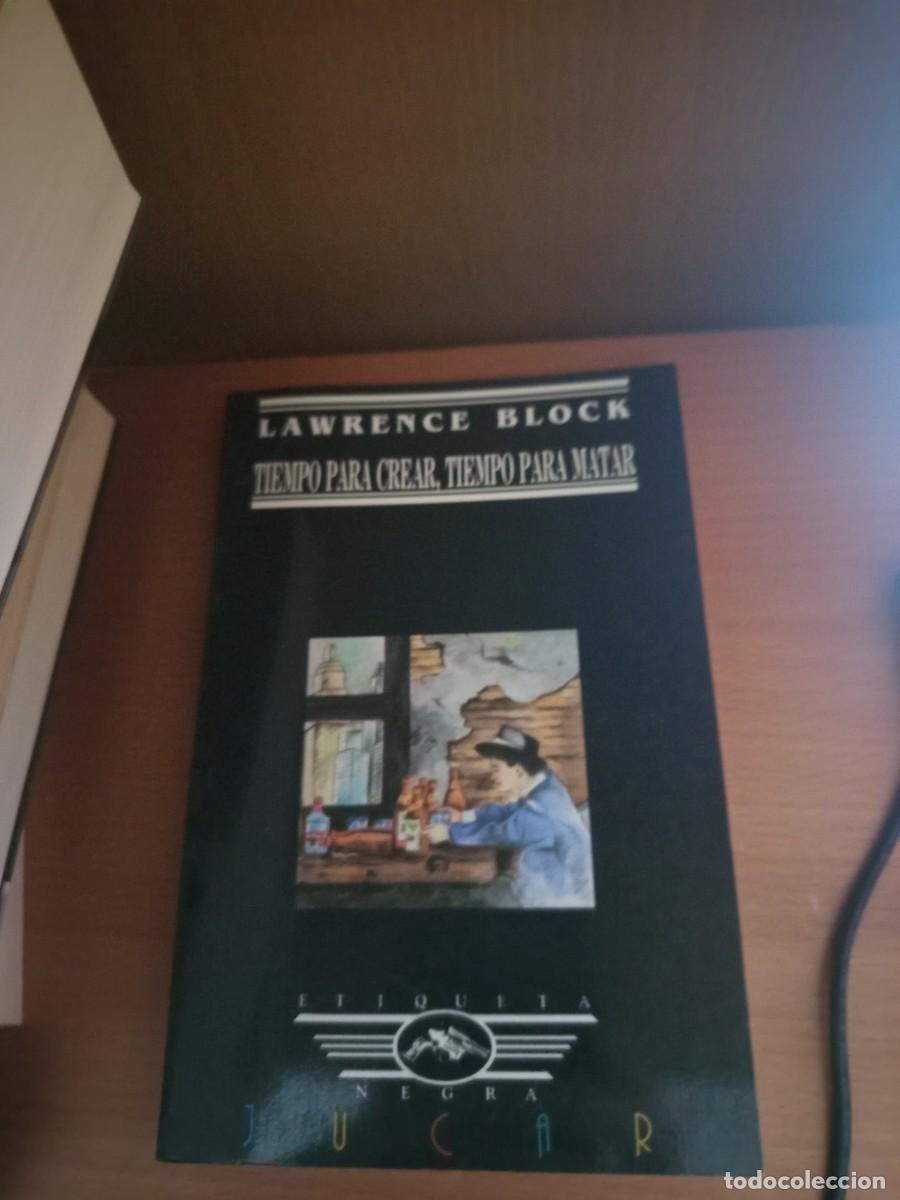 LAWRENCE BLOCK
TIEMPO PARA CREAR, TIEMPO PARA MATAR
ETIQUETA
NEGRA
JUCAR
todocoleccion